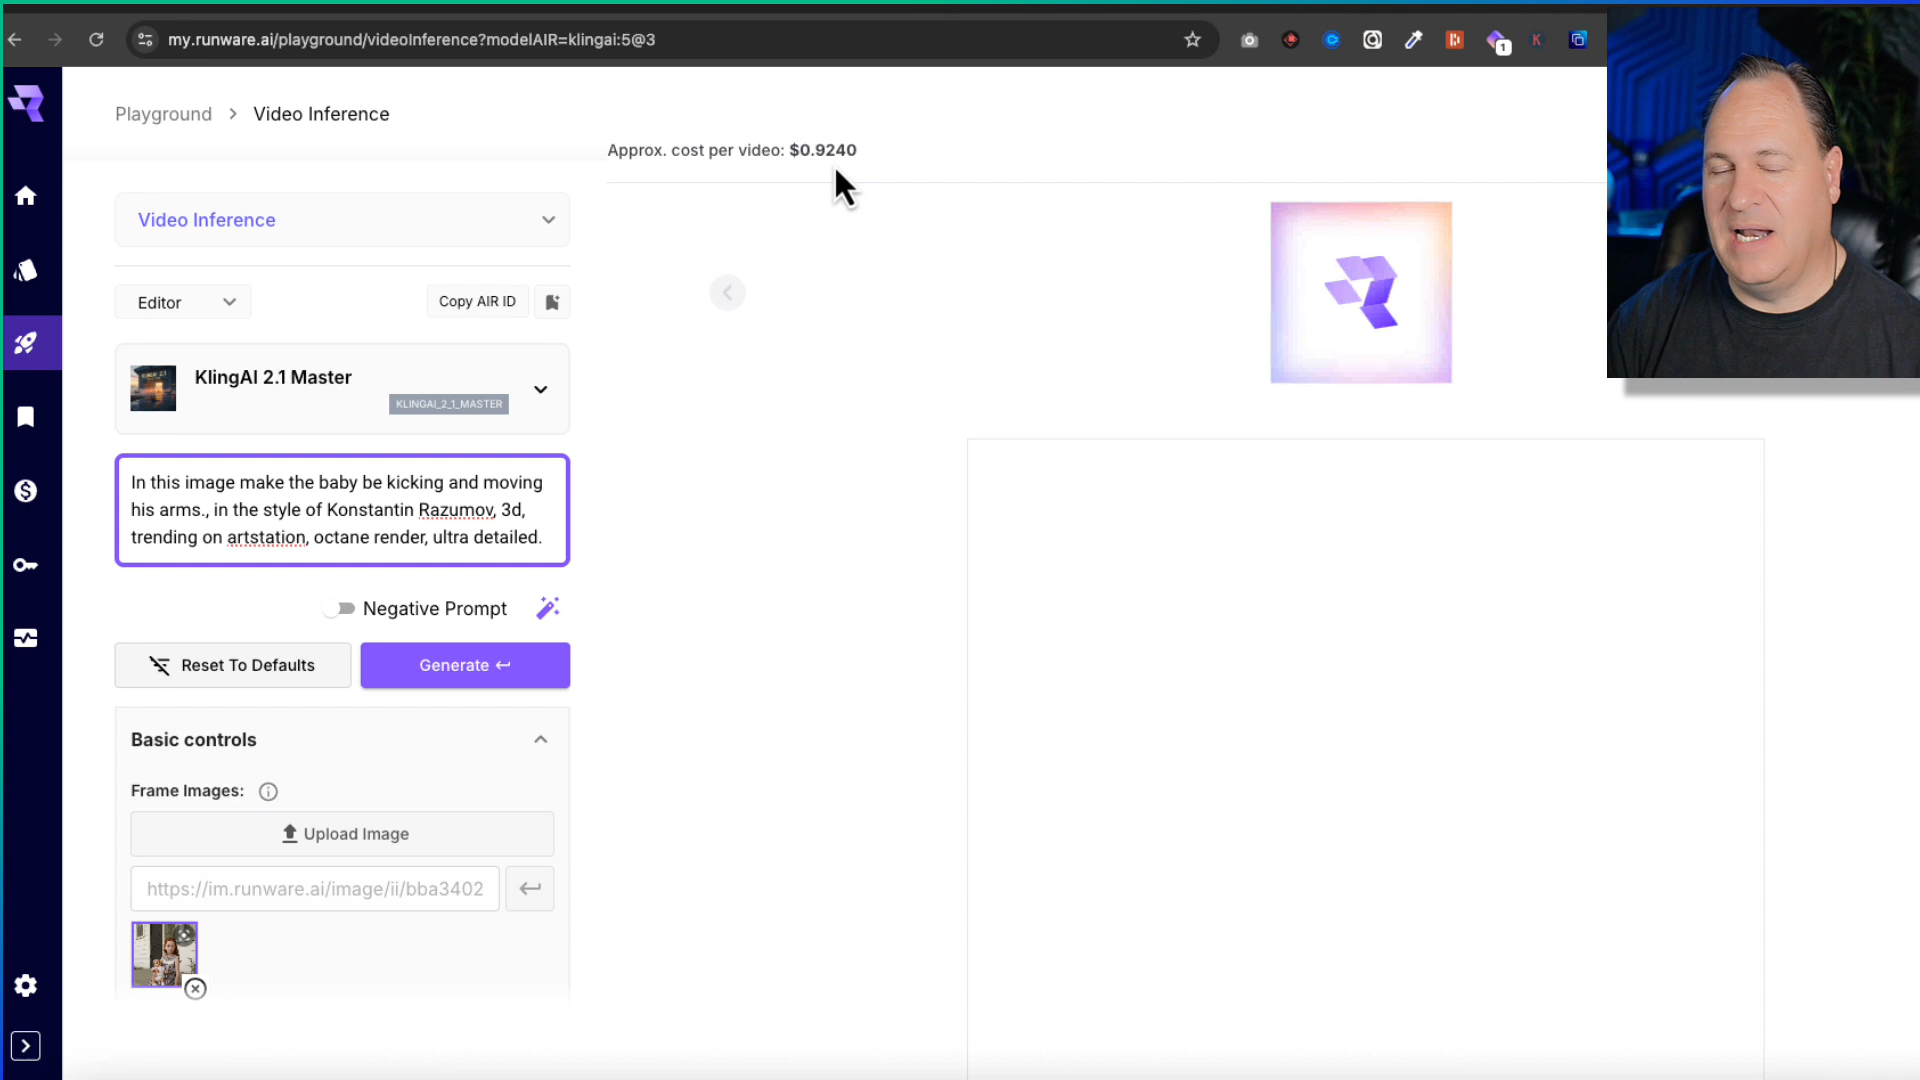 my.runware.ai/playground/videoInference?modelAIR=klingai:5@3
1
K
Playground > Video Inference
Approx. cost per video: $0.9240
Video Inference
Editor
Copy AIR ID
KlingAI 2.1 Master
KLINGAI_2_1_MASTER
In this image make the baby be kicking and moving
his arms., in the style of Konstantin Razumov, 3d,
trending on artstation, octane render, ultra detailed.
Negative Prompt
Reset To Defaults
Generate
Basic controls
Frame Images:
Upload Image
https://im.runware.ai/image/ii/bba3402